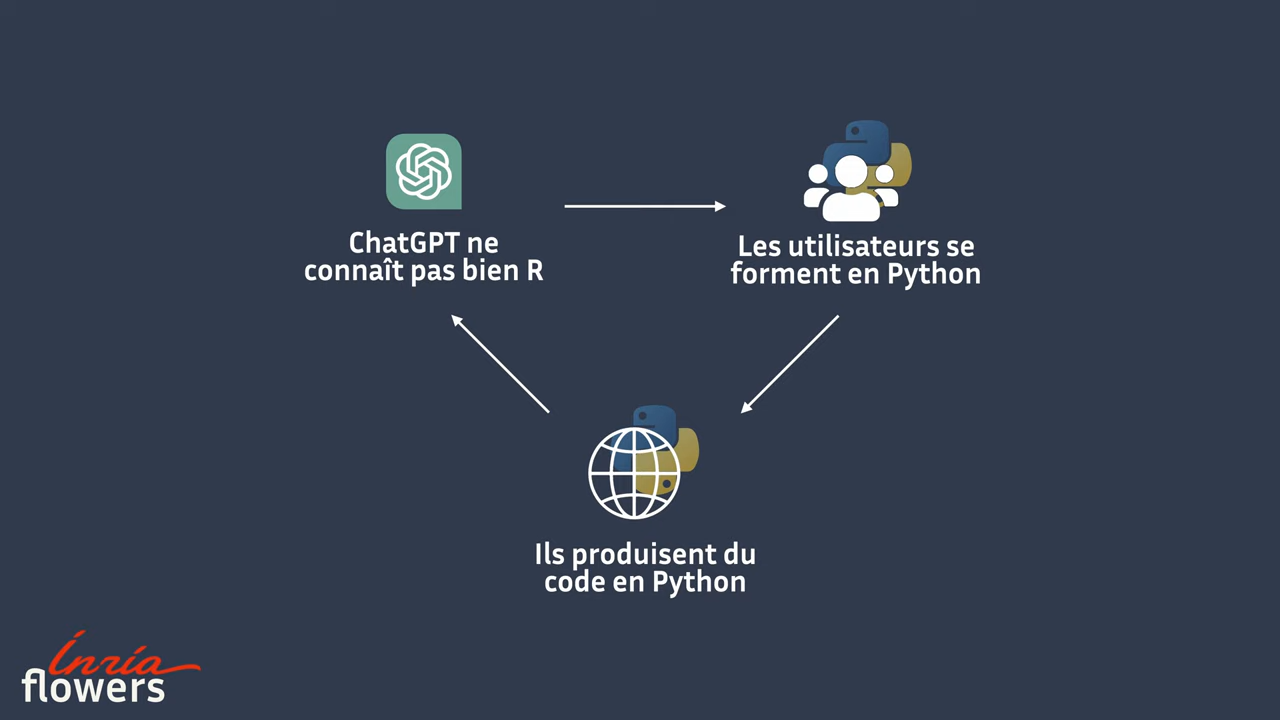 ChatGPT ne
connaît pas bien R
Les utilisateurs se
forment en Python
Ils produisent du
code en Python
Inria
flowers